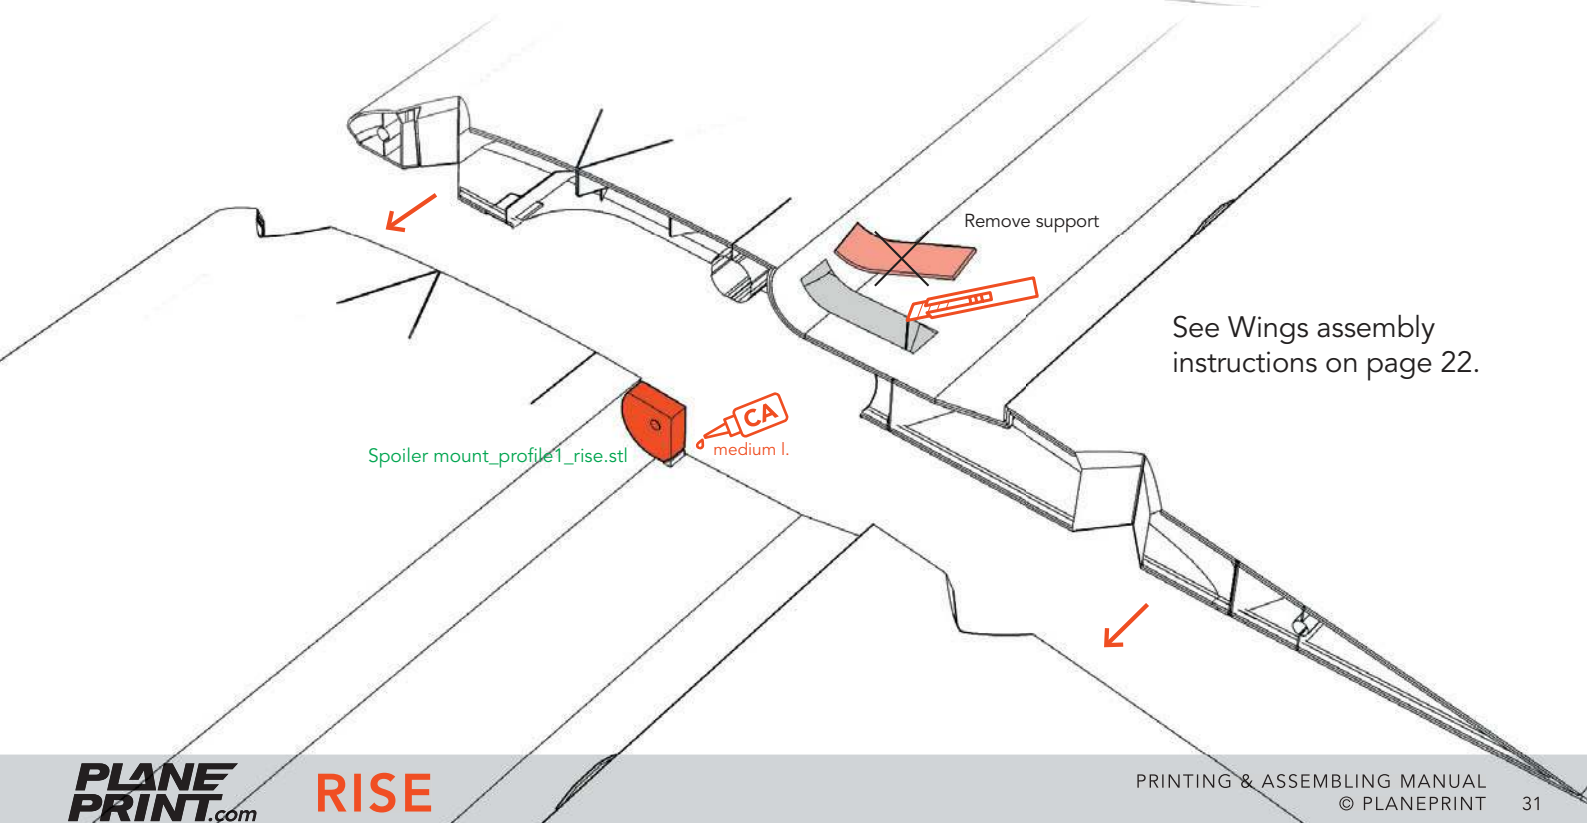 Remove support
See Wings assembly
instructions on page 22.
CA
medium l.
Spoiler mount_profile1_rise.stl
PLANE
PRINT.com
RISE
PRINTING & ASSEMBLING MANUAL
© PLANEPRINT 31